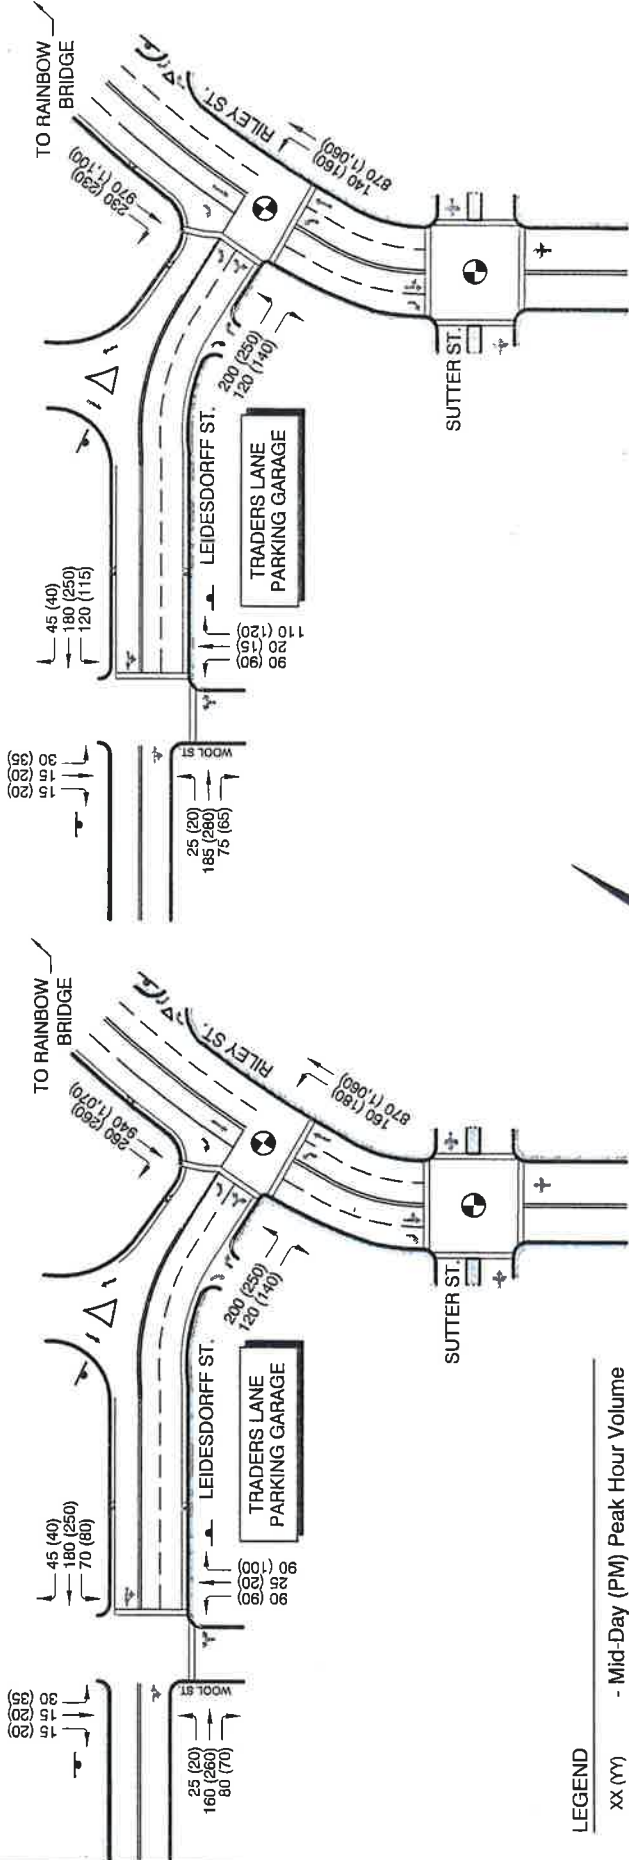 TO RAINBOW
BRIDGE
230 (230)
970 (1,100)
RILEY ST.
140 (160)
870 (1,060)
200 (250)
120 (140)
SUTTER ST.
LEIDESDORFF ST.
TRADERS LANE
PARKING GARAGE
45 (40)
180 (250)
120 (115)
90 (90)
20 (15)
110 (120)
15 (20)
15 (20)
30 (35)
WOOL ST.
25 (20)
185 (280)
75 (65)
TO RAINBOW
BRIDGE
260 (260)
940 (1,070)
RILEY ST.
160 (180)
870 (1,060)
200 (250)
120 (140)
SUTTER ST.
LEIDESDORFF ST.
TRADERS LANE
PARKING GARAGE
45 (40)
180 (250)
70 (80)
90 (90)
25 (20)
90 (100)
15 (20)
15 (20)
30 (35)
WOOL ST.
25 (20)
160 (260)
80 (70)
LEGEND
XX (YY) - Mid-Day (PM) Peak Hour Volume